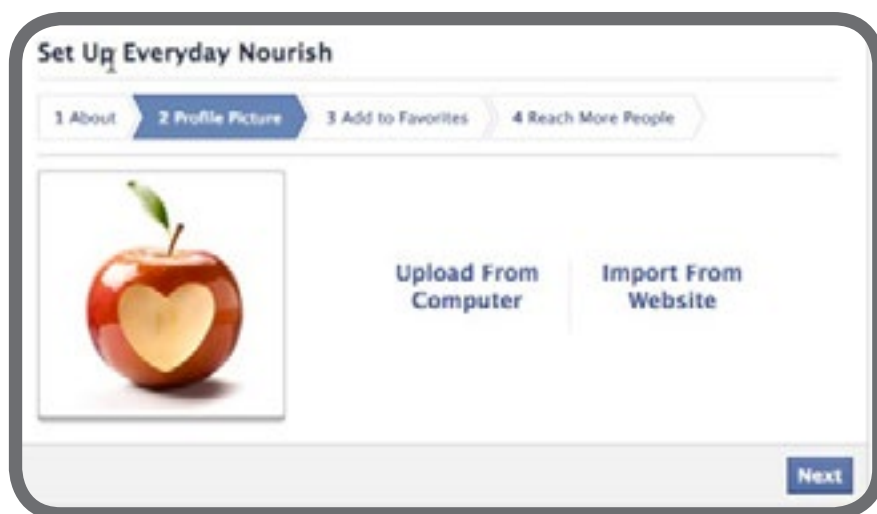 Set Up Everyday Nourish
1 About 2 Profile Picture 3 Add to Favorites 4 Reach More People
Upload From Computer
Import From Website
Next